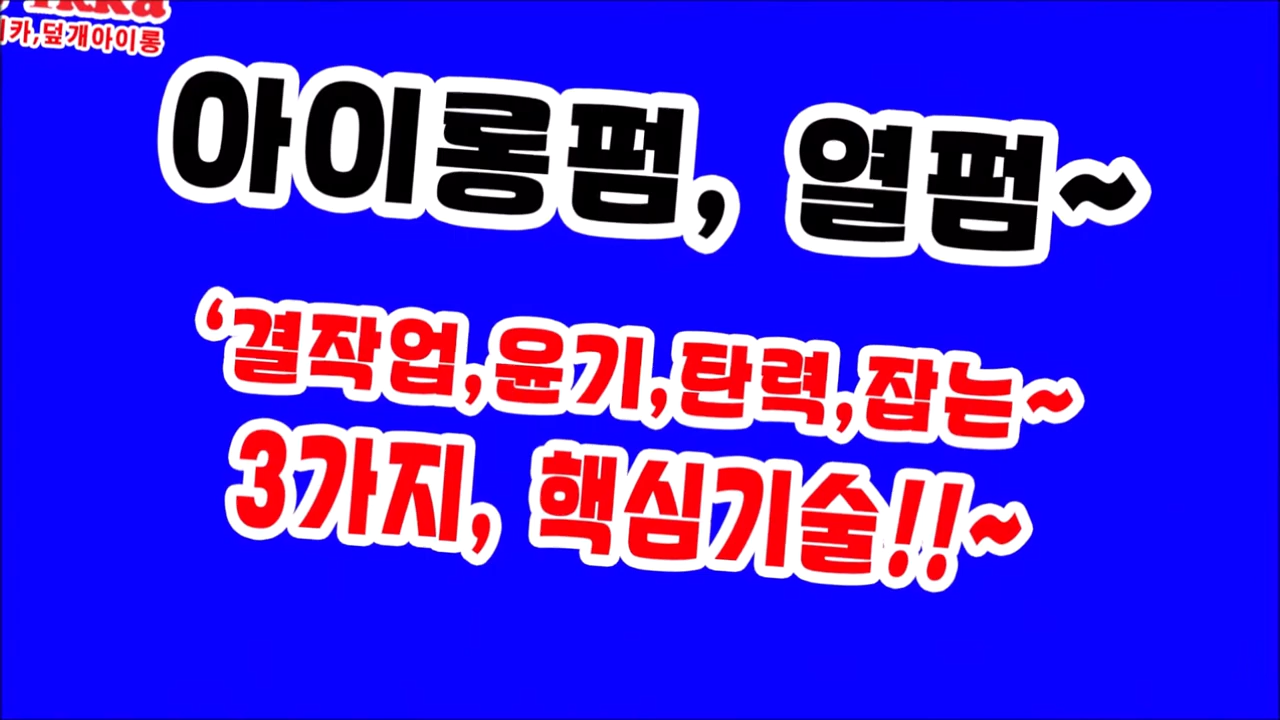 카,덮개아이롱
아이롱펌, 열펌~
‘결작업,윤기,탄력,잡는~
3가지, 핵심기술!!~